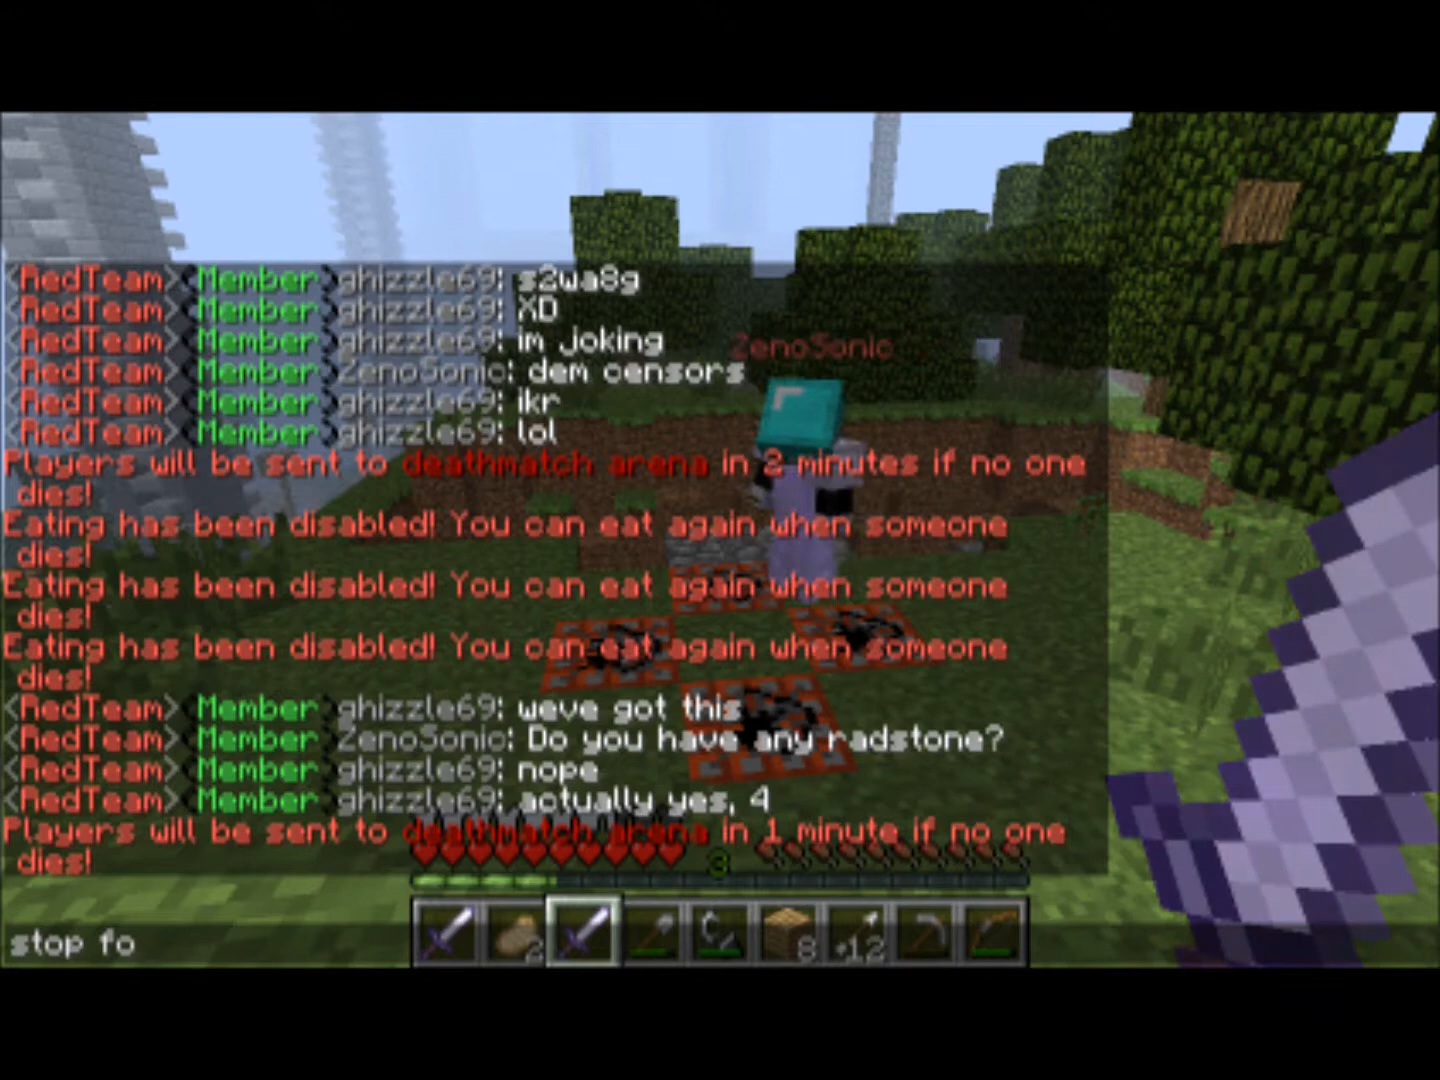 <RedTeam> Member ghizzle69: s2wa8g
<RedTeam> Member ghizzle69: XD
<RedTeam> Member ghizzle69: im joking
ZenoSonic
<RedTeam> Member ZenoSonic: dem censors
<RedTeam> Member ghizzle69: ikr
<RedTeam> Member ghizzle69: lol
Players will be sent to deathmatch arena in 2 minutes if no one
dies!
Eating has been disabled! You can eat again when someone
dies!
Eating has been disabled! You can eat again when someone
dies!
Eating has been disabled! You can eat again when someone
dies!
<RedTeam> Member ghizzle69: weve got this
<RedTeam> Member ZenoSonic: Do you have any radstone?
<RedTeam> Member ghizzle69: nope
<RedTeam> Member ghizzle69: actually yes, 4
Players will be sent to deathmatch arena in 1 minute if no one
dies!
3
stop fo
2
8
12